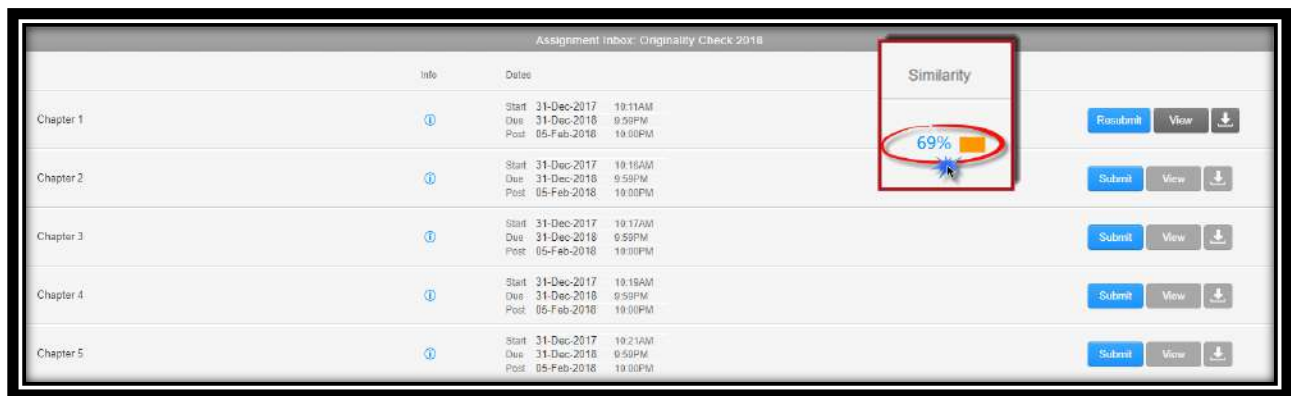 Assignment Inbox: Originality Check 2018
Info Dates Similarity
Start 31-Dec-2017 10:11AM
Chapter 1 Due 31-Dec-2018 9:59PM Resubmit View
Post 05-Feb-2018 10:00PM
69%
Start 31-Dec-2017 10:16AM
Chapter 2 Due 31-Dec-2018 9:59PM Submit View
Post 05-Feb-2018 10:00PM
Start 31-Dec-2017 10:17AM
Chapter 3 Due 31-Dec-2018 9:59PM Submit View
Post 05-Feb-2018 10:00PM
Start 31-Dec-2017 10:19AM
Chapter 4 Due 31-Dec-2018 9:59PM Submit View
Post 05-Feb-2018 10:00PM
Start 31-Dec-2017 10:21AM
Chapter 5 Due 31-Dec-2018 9:59PM Submit View
Post 05-Feb-2018 10:00PM